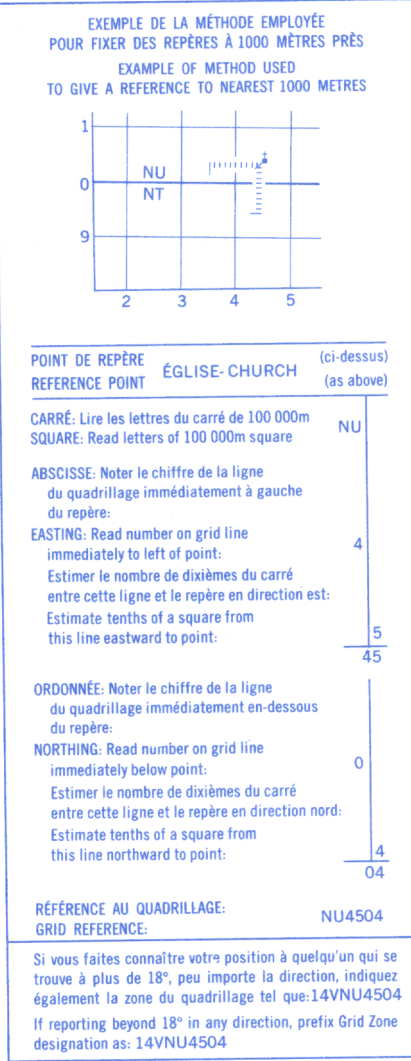 EXEMPLE DE LA MÉTHODE EMPLOYÉE
POUR FIXER DES REPÈRES À 1000 MÈTRES PRÈS
EXAMPLE OF METHOD USED
TO GIVE A REFERENCE TO NEAREST 1000 METRES
1
NU
0
NT
9
2 3 4 5
POINT DE REPÈRE
REFERENCE POINT
ÉGLISE-CHURCH
(ci-dessus)
(as above)
CARRÉ: Lire les lettres du carré de 100 000m
SQUARE: Read letters of 100 000m square
NU
ABSCISSE: Noter le chiffre de la ligne
du quadrillage immédiatement à gauche
du repère:
EASTING: Read number on grid line
immediately to left of point:
4
Estimer le nombre de dixièmes du carré
entre cette ligne et le repère en direction est:
Estimate tenths of a square from
this line eastward to point:
5
45
ORDONNÉE: Noter le chiffre de la ligne
du quadrillage immédiatement en-dessous
du repère:
NORTHING: Read number on grid line
immediately below point:
0
Estimer le nombre de dixièmes du carré
entre cette ligne et le repère en direction nord:
Estimate tenths of a square from
this line northward to point:
4
04
RÉFÉRENCE AU QUADRILLAGE:
GRID REFERENCE:
NU4504
Si vous faites connaître votre position à quelqu'un qui se
trouve à plus de 18°, peu importe la direction, indiquez
également la zone du quadrillage tel que:14VNU4504
If reporting beyond 18° in any direction, prefix Grid Zone
designation as: 14VNU4504